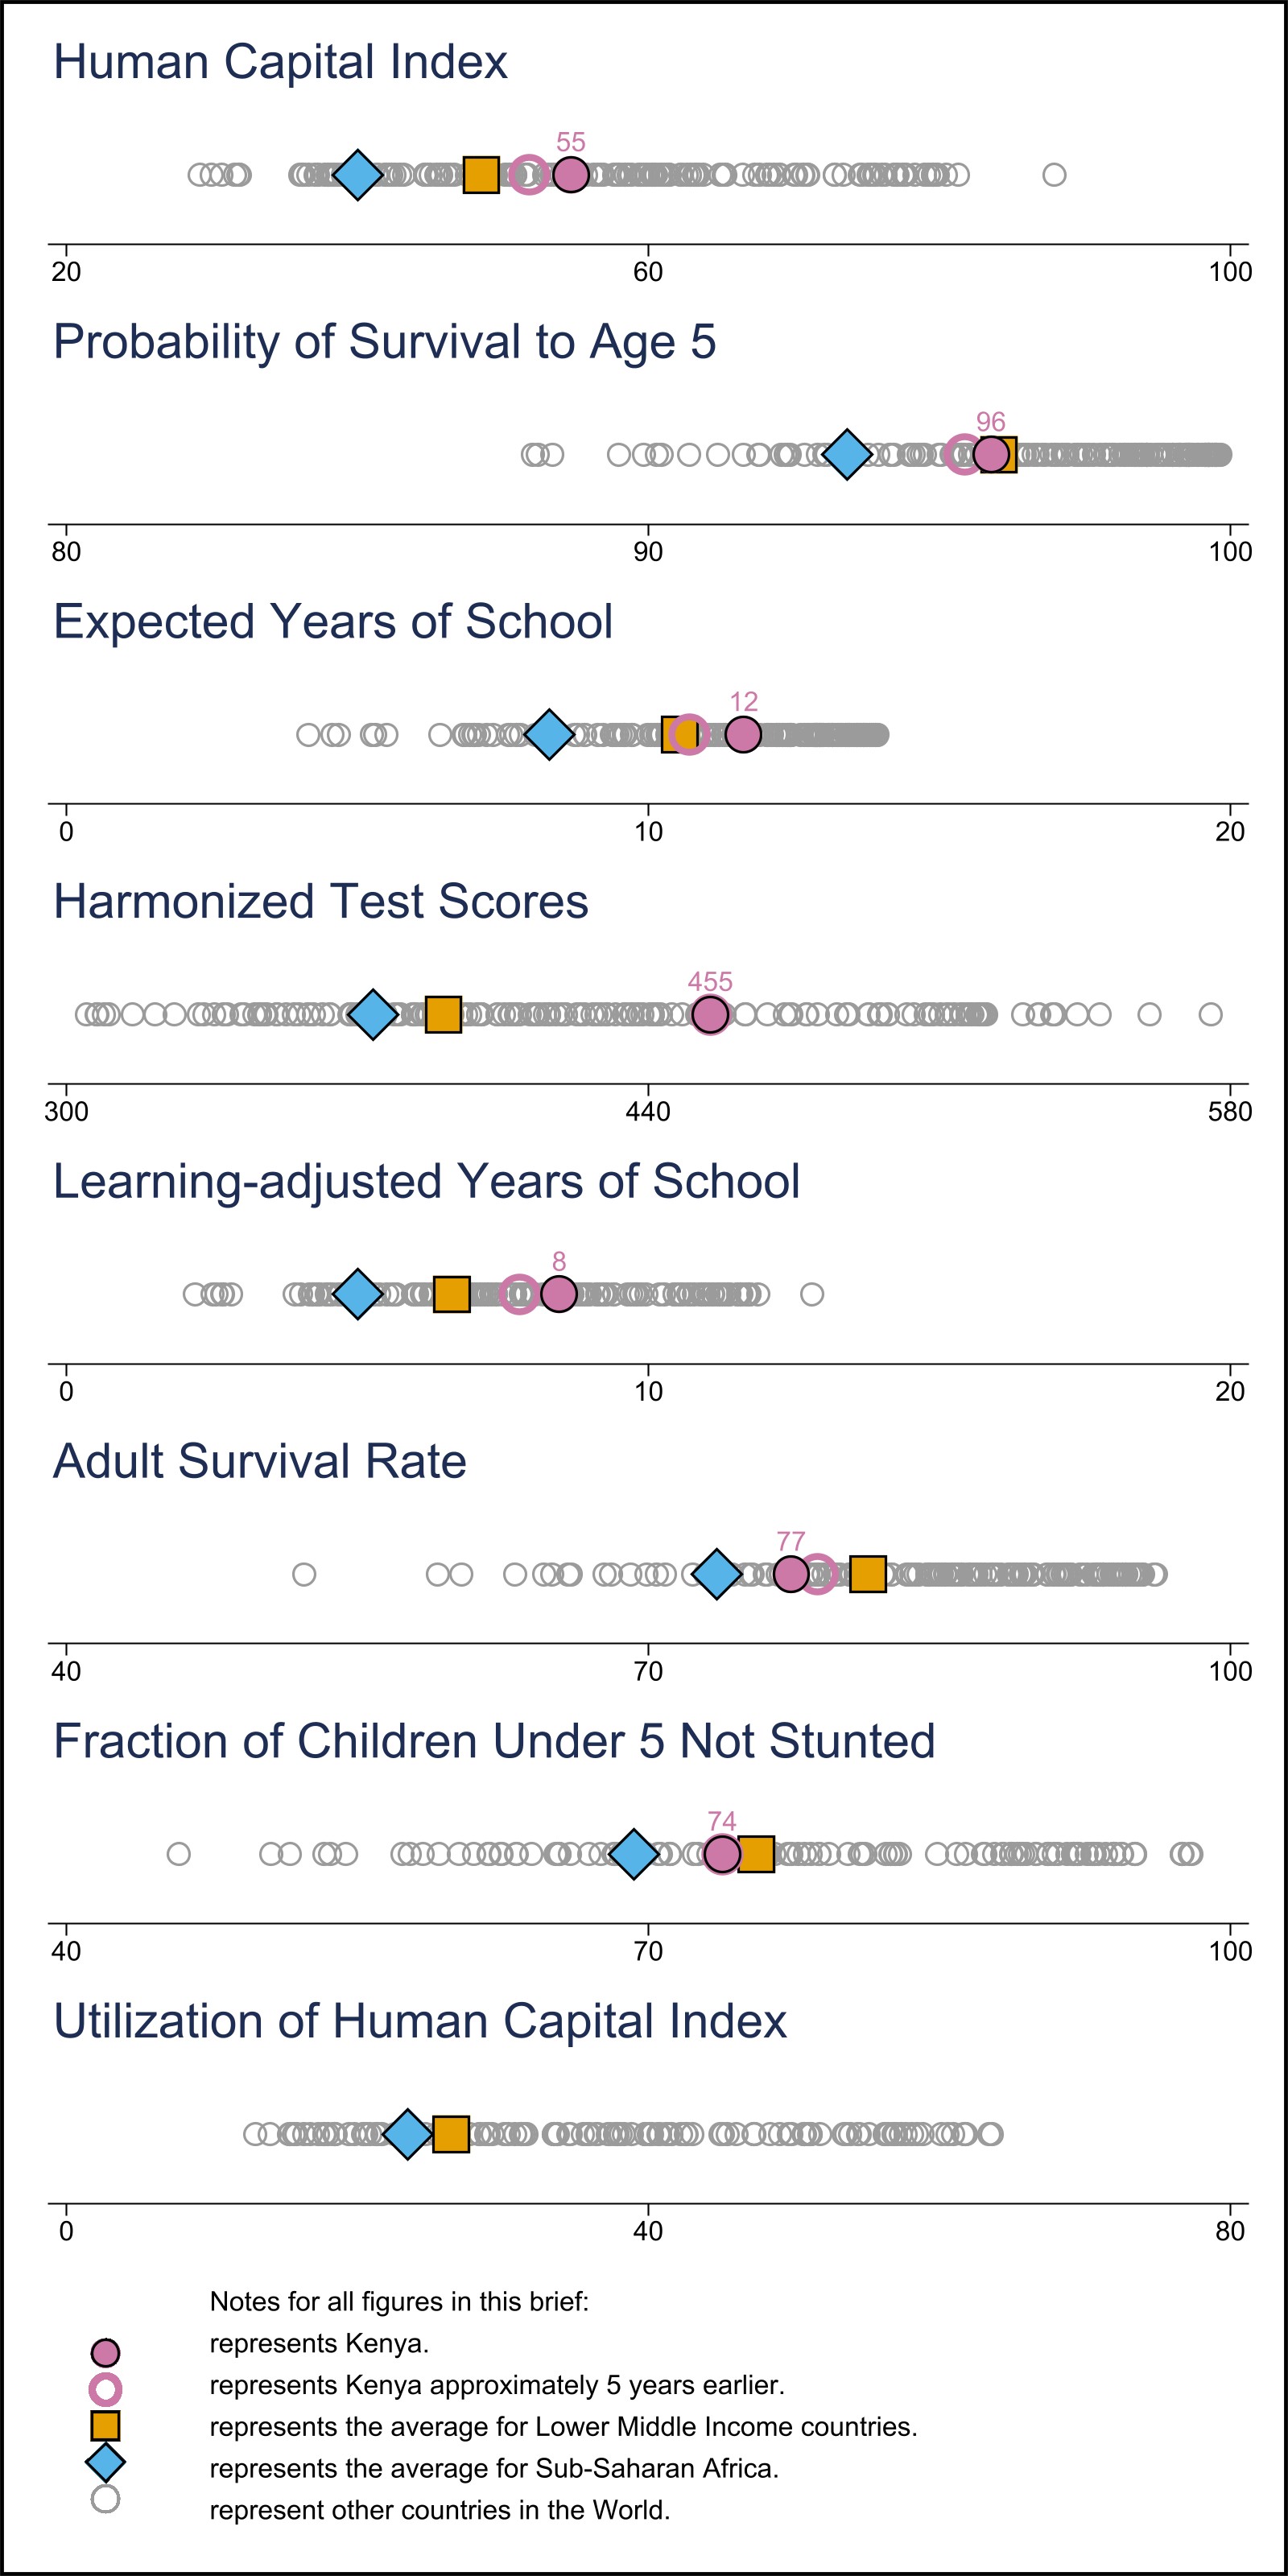 Human Capital Index
55
20 60 100
Probability of Survival to Age 5
96
80 90 100
Expected Years of School
12
0 10 20
Harmonized Test Scores
455
300 440 580
Learning-adjusted Years of School
8
0 10 20
Adult Survival Rate
77
40 70 100
Fraction of Children Under 5 Not Stunted
74
40 70 100
Utilization of Human Capital Index
0 40 80
Notes for all figures in this brief:
represents Kenya.
represents Kenya approximately 5 years earlier.
represents the average for Lower Middle Income countries.
represents the average for Sub-Saharan Africa.
represent other countries in the World.